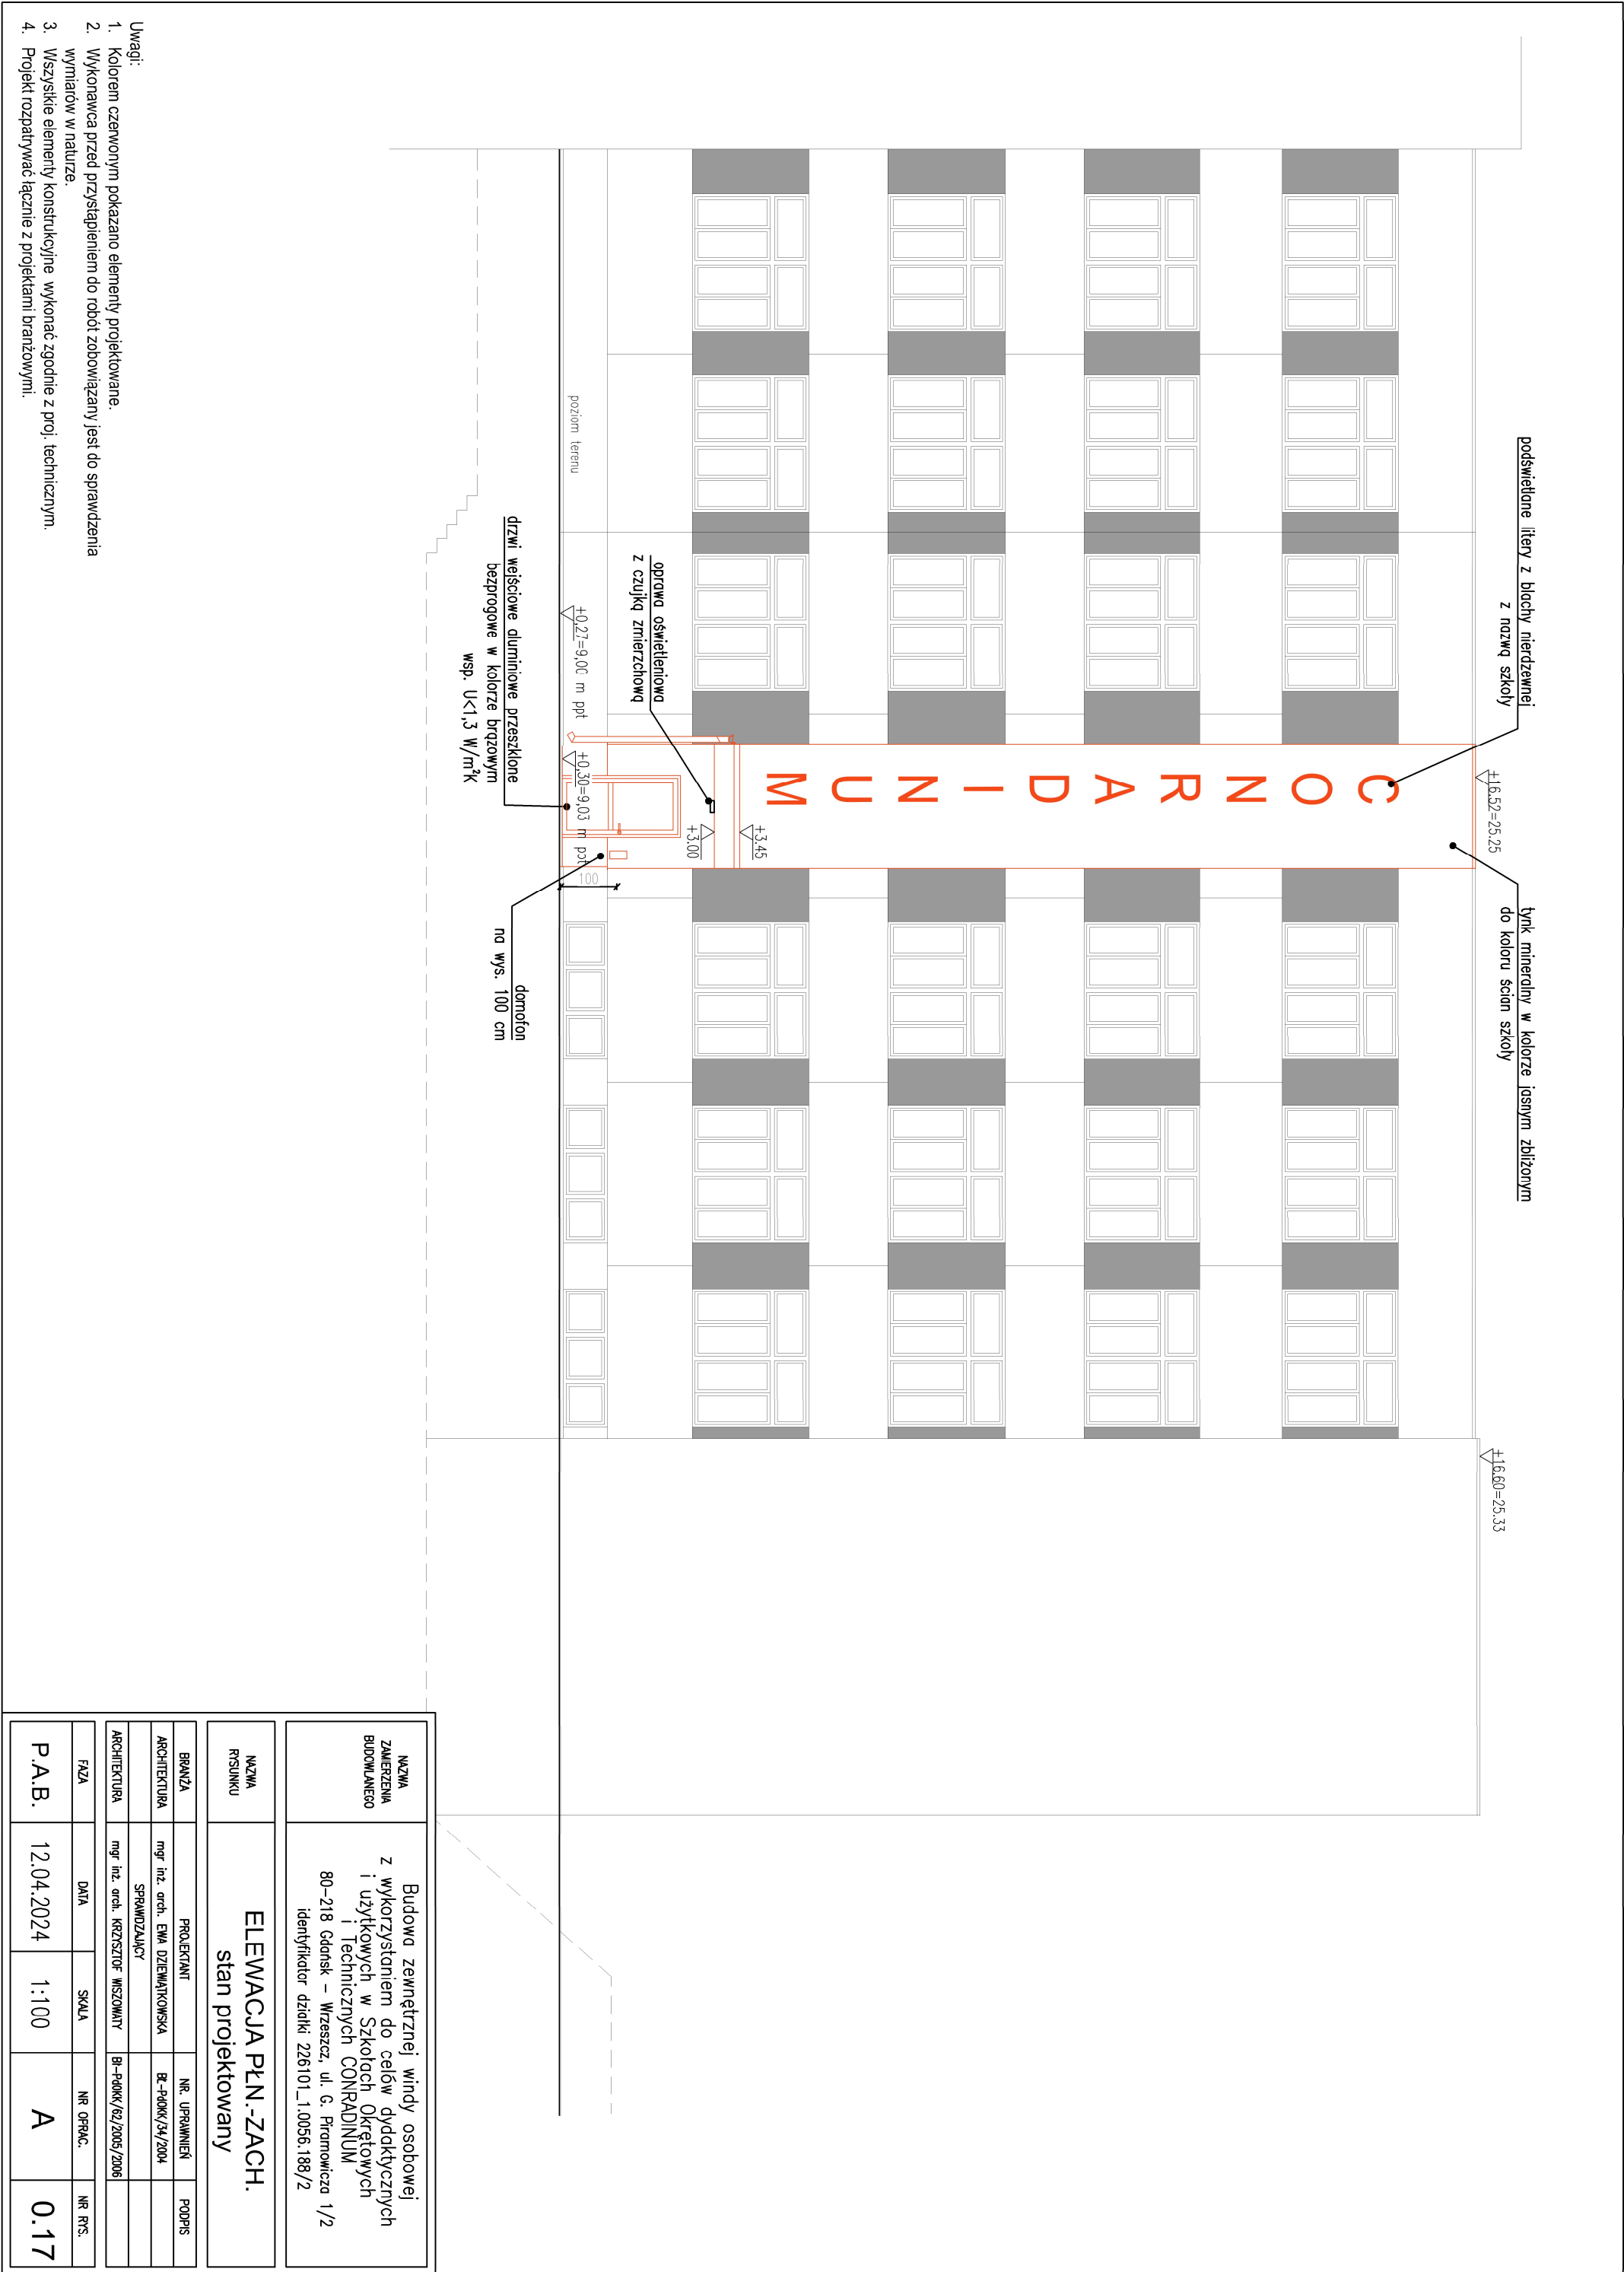 podświetlane litery z blachy nierdzewnej
z nazwą szkoły
tynk mineralny w kolorze jasnym zbliżonym
do koloru ścian szkoły
+16.52=25.25
+16.60=25.33
C
O
N
R
A
D
I
N
U
M
+3.45
+3.00
oprawa oświetleniowa
z czujką zmierzchową
poziom terenu
+0,27=9,00 m ppt
+0,30=9,03 m ppt
100
drzwi wejściowe aluminiowe przeszklone
bezprogowe w kolorze brązowym
wsp. U<1,3 W/m²K
domofon
na wys. 100 cm
Uwagi:
1. Kolorem czerwonym pokazano elementy projektowane.
2. Wykonawca przed przystąpieniem do robót zobowiązany jest do sprawdzenia
wymiarów w naturze.
3. Wszystkie elementy konstrukcyjne wykonać zgodnie z proj. technicznym.
4. Projekt rozpatrywać łącznie z projektami branżowymi.
NAZWA
ZAMIERZENIA
BUDOWLANEGO
Budowa zewnętrznej windy osobowej
z wykorzystaniem do celów dydaktycznych
i użytkowych w Szkołach Okrętowych
i Technicznych CONRADINUM
80-218 Gdańsk - Wrzeszcz, ul. G. Piramowicza 1/2
identyfikator działki 226101_1.0056.188/2
NAZWA
RYSUNKU
ELEWACJA PŁN.-ZACH.
stan projektowany
BRANŻA PROJEKTANT NR. UPRAWNIEŃ PODPIS
ARCHITEKTURA mgr inż. arch. EWA DZIEWIĄTKOWSKA BŁ-PdOKK/34/2004
SPRAWDZAJĄCY
ARCHITEKTURA mgr inż. arch. KRZYSZTOF WISZOWATY Bł-PdOKK/62/2005/2006
FAZA DATA SKALA NR OPRAC. NR RYS.
P.A.B. 12.04.2024 1:100 A 0.17